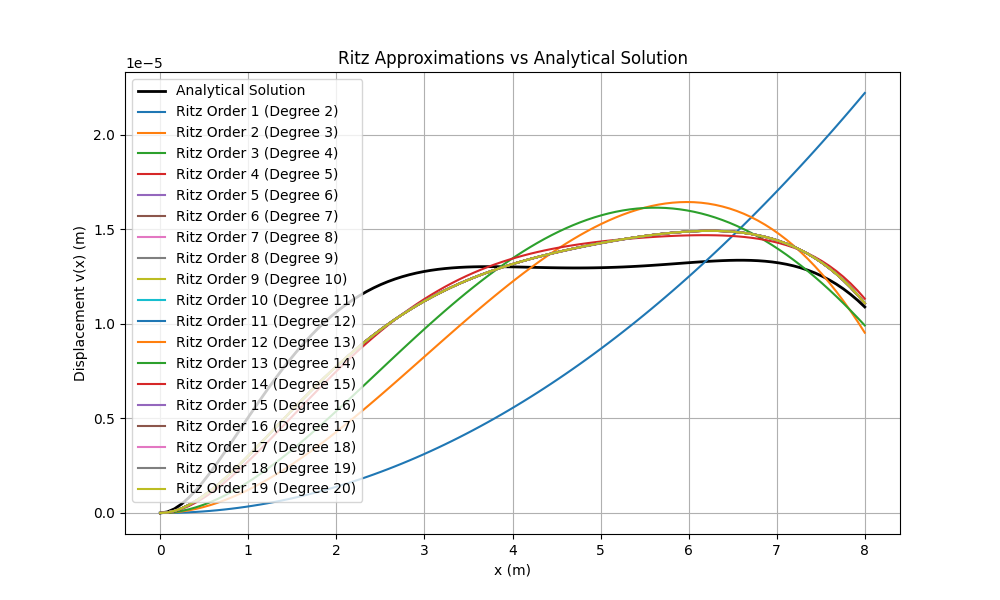 Ritz Approximations vs Analytical Solution
1e−5
Analytical Solution
Ritz Order 1 (Degree 2)
Ritz Order 2 (Degree 3)
Ritz Order 3 (Degree 4)
Ritz Order 4 (Degree 5)
Ritz Order 5 (Degree 6)
Ritz Order 6 (Degree 7)
Ritz Order 7 (Degree 8)
Ritz Order 8 (Degree 9)
Ritz Order 9 (Degree 10)
Ritz Order 10 (Degree 11)
Ritz Order 11 (Degree 12)
Ritz Order 12 (Degree 13)
Ritz Order 13 (Degree 14)
Ritz Order 14 (Degree 15)
Ritz Order 15 (Degree 16)
Ritz Order 16 (Degree 17)
Ritz Order 17 (Degree 18)
Ritz Order 18 (Degree 19)
Ritz Order 19 (Degree 20)
Displacement v(x) (m)
2.0
1.5
1.0
0.5
0.0
0 1 2 3 4 5 6 7 8
x (m)